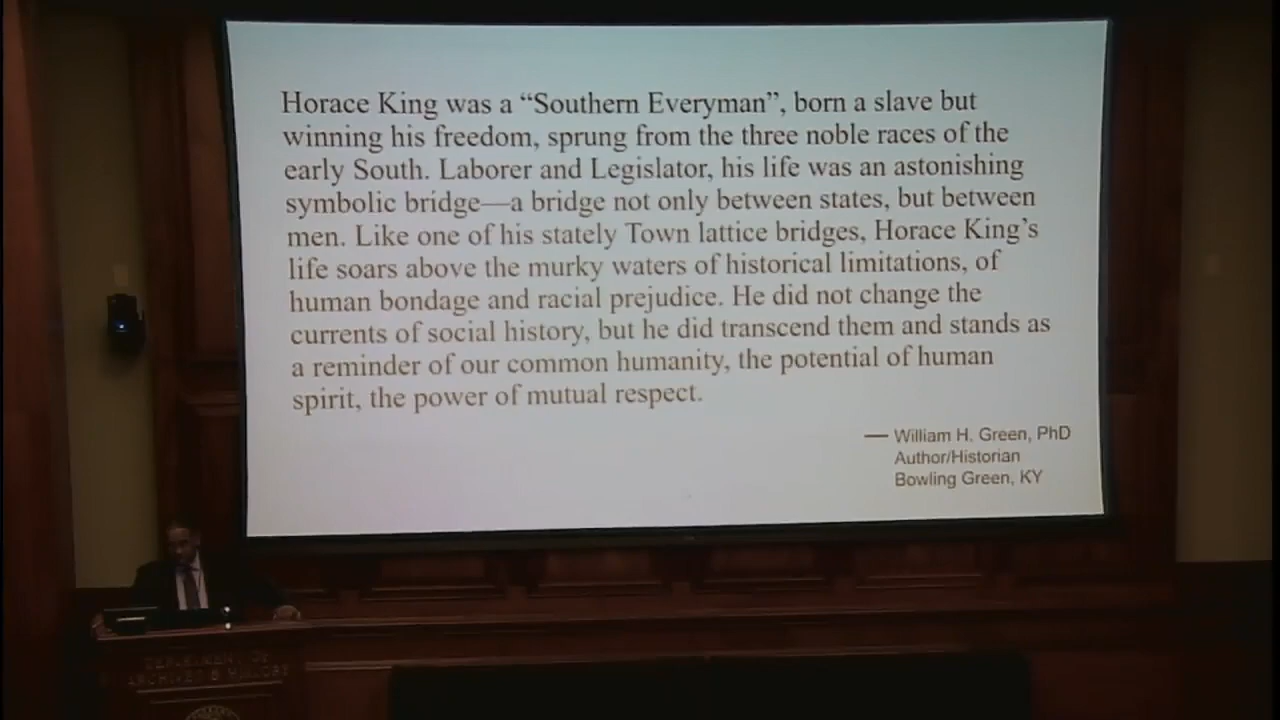 Horace King was a “Southern Everyman”, born a slave but
winning his freedom, sprung from the three noble races of the
early South. Laborer and Legislator, his life was an astonishing
symbolic bridge—a bridge not only between states, but between
men. Like one of his stately Town lattice bridges, Horace King’s
life soars above the murky waters of historical limitations, of
human bondage and racial prejudice. He did not change the
currents of social history, but he did transcend them and stands as
a reminder of our common humanity, the potential of human
spirit, the power of mutual respect.
— William H. Green, PhD
Author/Historian
Bowling Green, KY
DEPARTMENT OF
ARCHIVES & HISTORY